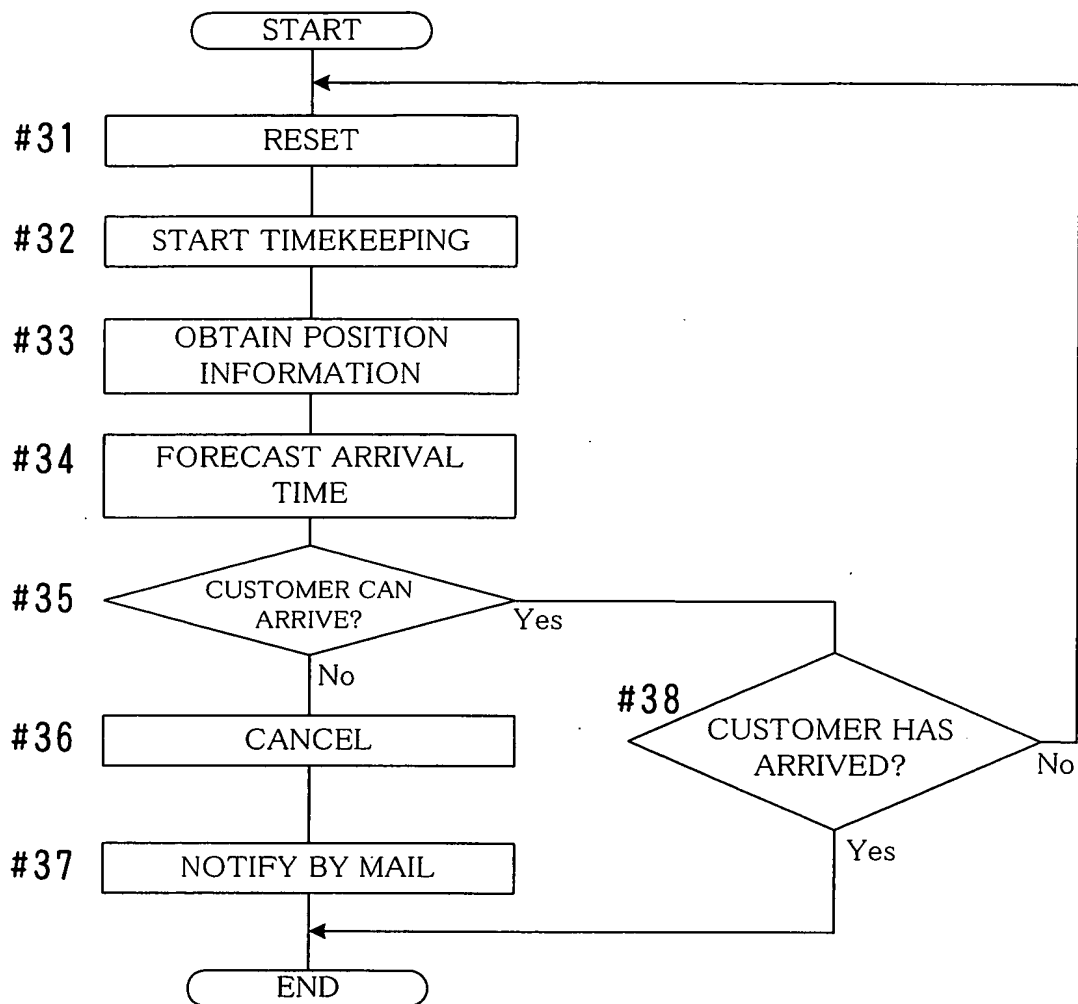 START
#31
RESET
#32
START TIMEKEEPING
#33
OBTAIN POSITION
INFORMATION
#34
FORECAST ARRIVAL
TIME
#35
CUSTOMER CAN
ARRIVE?
Yes
No
#38
CUSTOMER HAS
ARRIVED?
No
Yes
#36
CANCEL
#37
NOTIFY BY MAIL
END